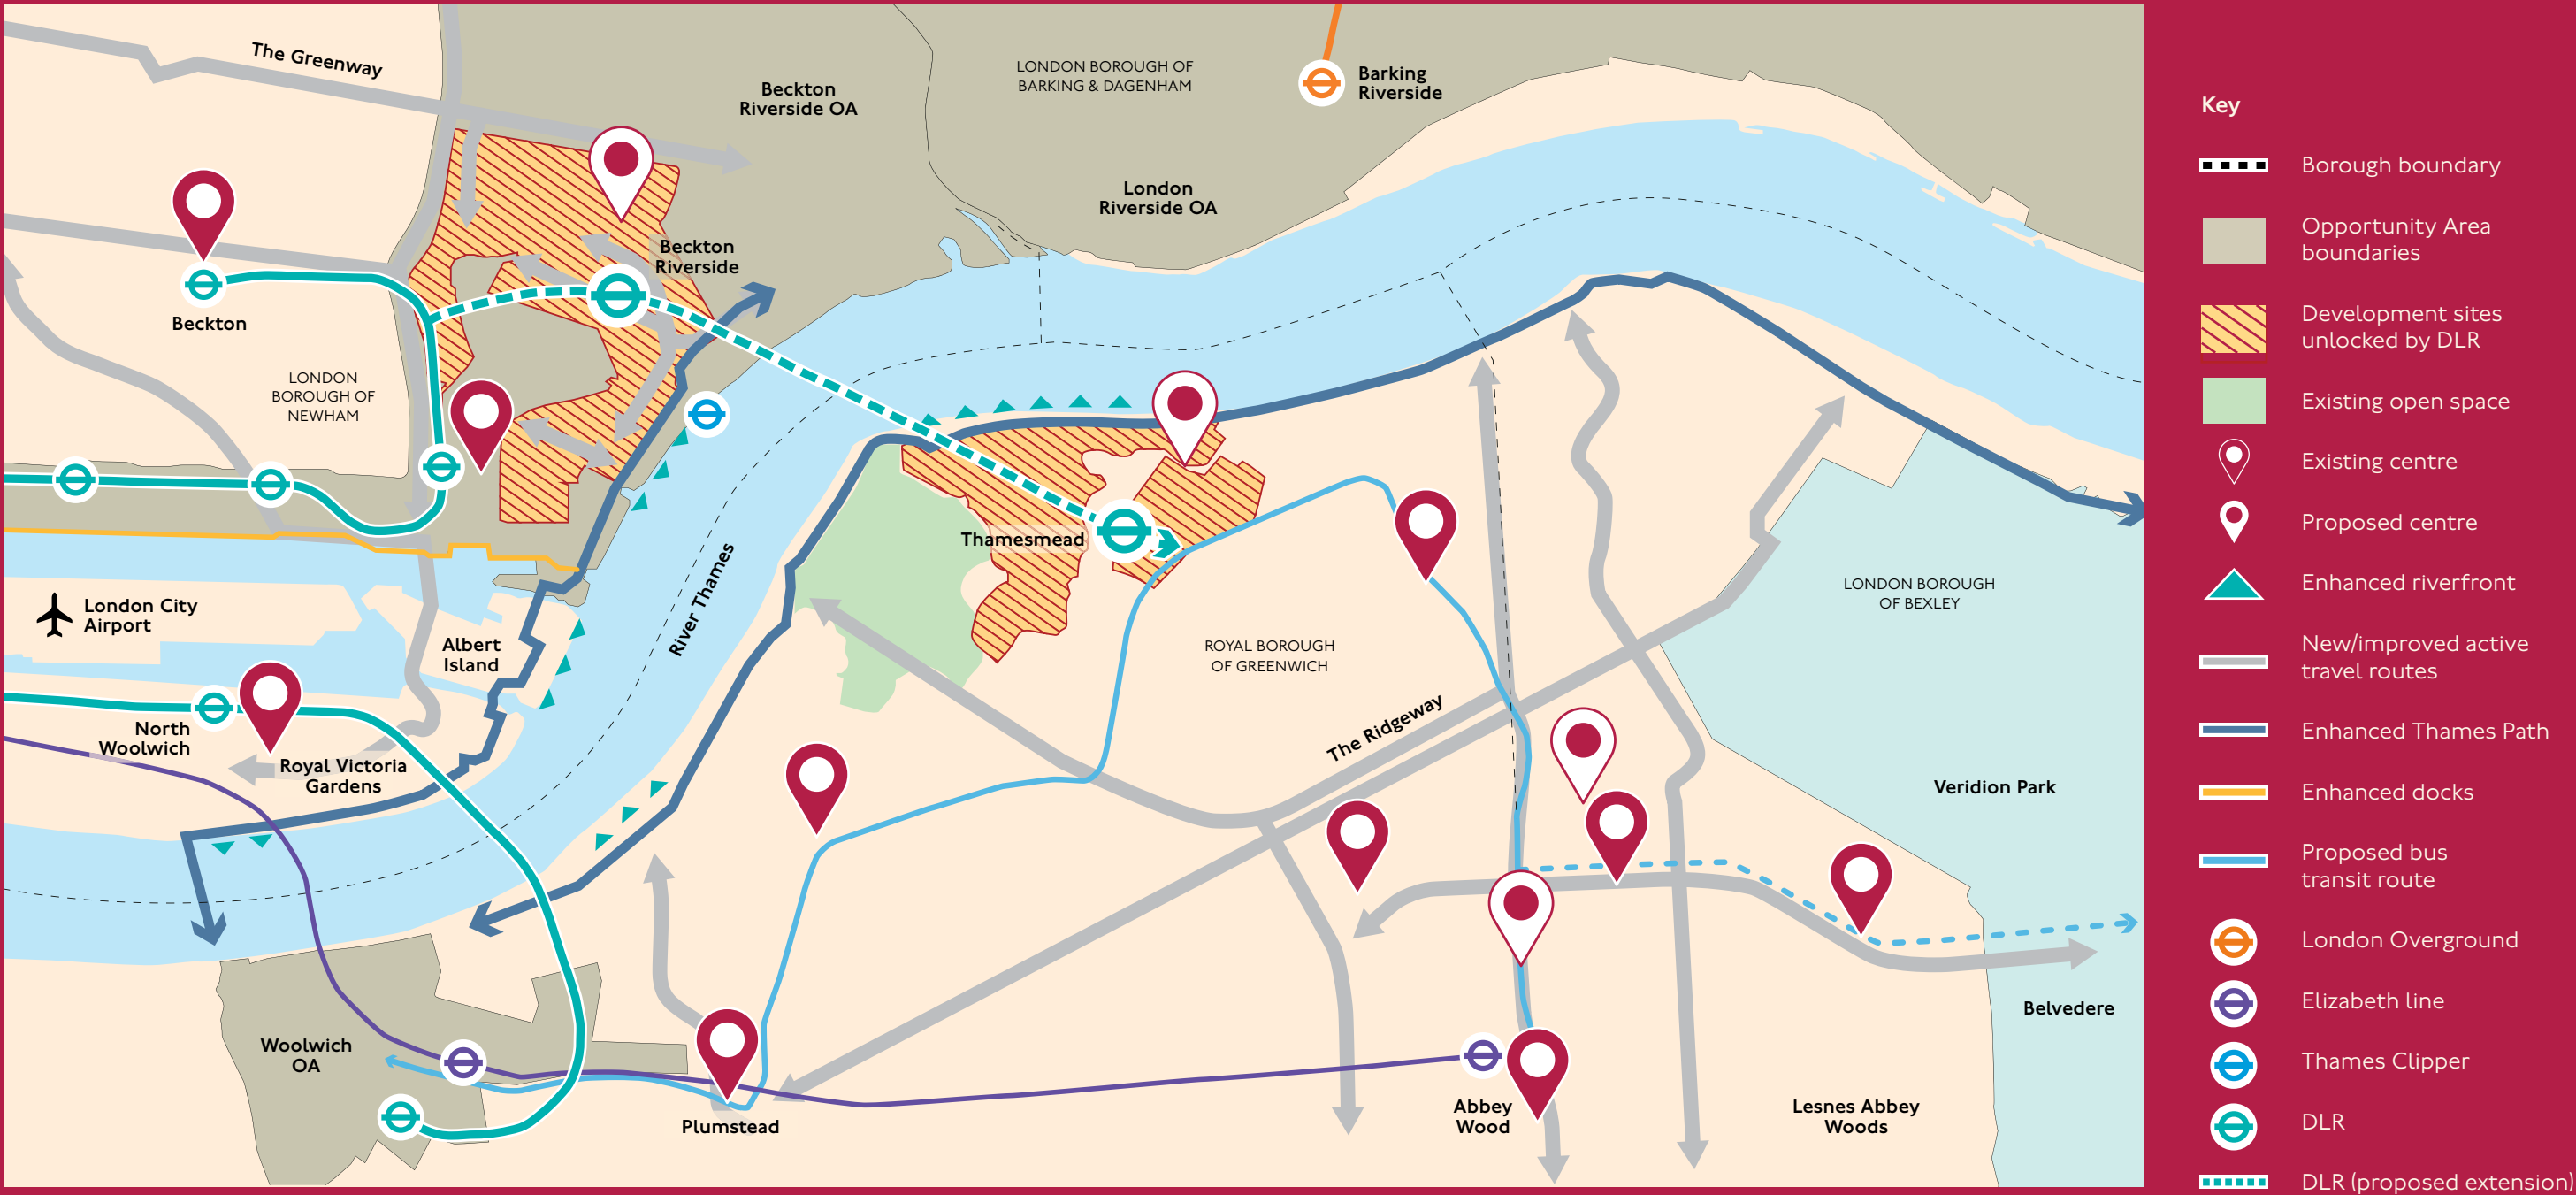 The Greenway
Beckton
Riverside OA
LONDON BOROUGH OF
BARKING & DAGENHAM
Barking
Riverside
London
Riverside OA
Beckton
Riverside
Beckton
LONDON
BOROUGH OF
NEWHAM
Thamesmead
River Thames
London City
Airport
Albert
Island
LONDON BOROUGH
OF BEXLEY
ROYAL BOROUGH
OF GREENWICH
North
Woolwich
Royal Victoria
Gardens
The Ridgeway
Veridion Park
Belvedere
Woolwich
OA
Plumstead
Abbey
Wood
Lesnes Abbey
Woods
Key
Borough boundary
Opportunity Area
boundaries
Development sites
unlocked by DLR
Existing open space
Existing centre
Proposed centre
Enhanced riverfront
New/improved active
travel routes
Enhanced Thames Path
Enhanced docks
Proposed bus
transit route
London Overground
Elizabeth line
Thames Clipper
DLR
DLR (proposed extension)